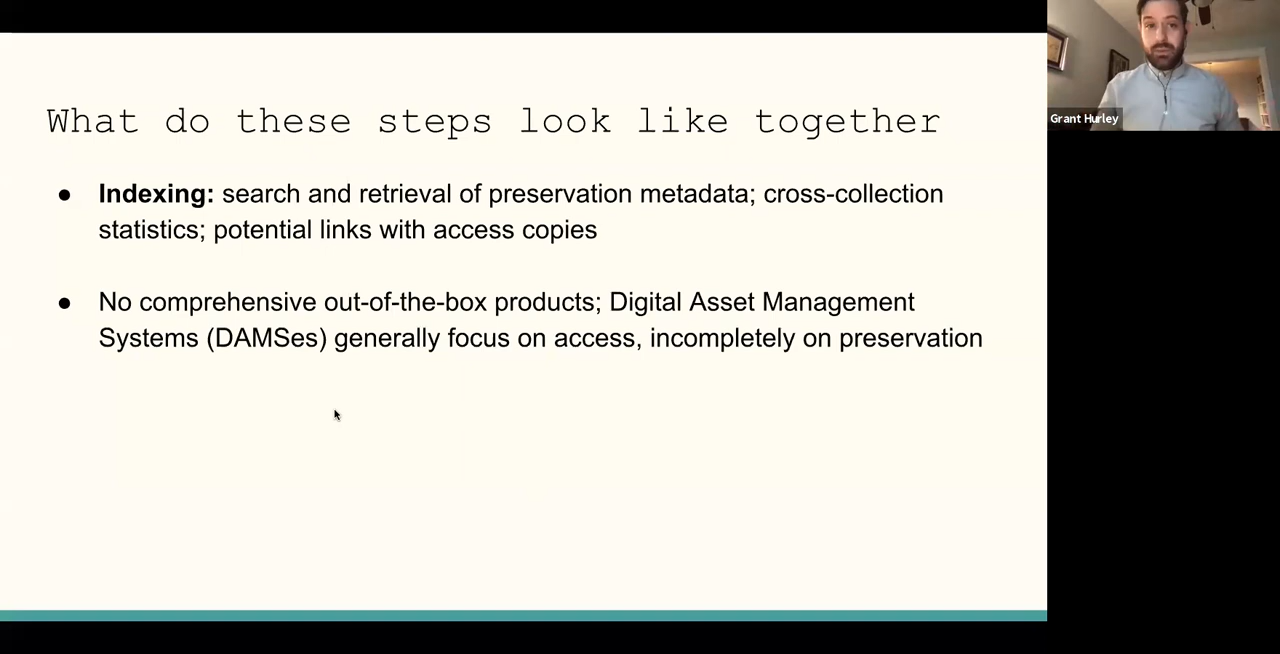 What do these steps look like together
● Indexing: search and retrieval of preservation metadata; cross-collection
statistics; potential links with access copies
● No comprehensive out-of-the-box products; Digital Asset Management
Systems (DAMSes) generally focus on access, incompletely on preservation
Grant Hurley